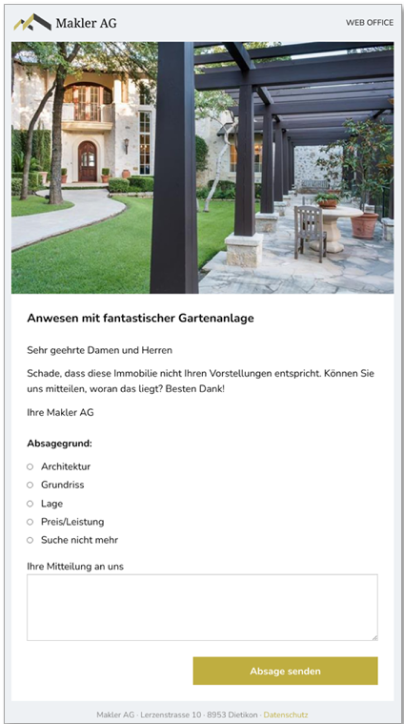 Makler AG
WEB OFFICE
Anwesen mit fantastischer Gartenanlage
Sehr geehrte Damen und Herren
Schade, dass diese Immobilie nicht Ihren Vorstellungen entspricht. Können Sie
uns mitteilen, woran das liegt? Besten Dank!
Ihre Makler AG
Absagegrund:
Architektur
Grundriss
Lage
Preis/Leistung
Suche nicht mehr
Ihre Mitteilung an uns
Absage senden
Makler AG · Lerzenstrasse 10 · 8953 Dietikon · Datenschutz